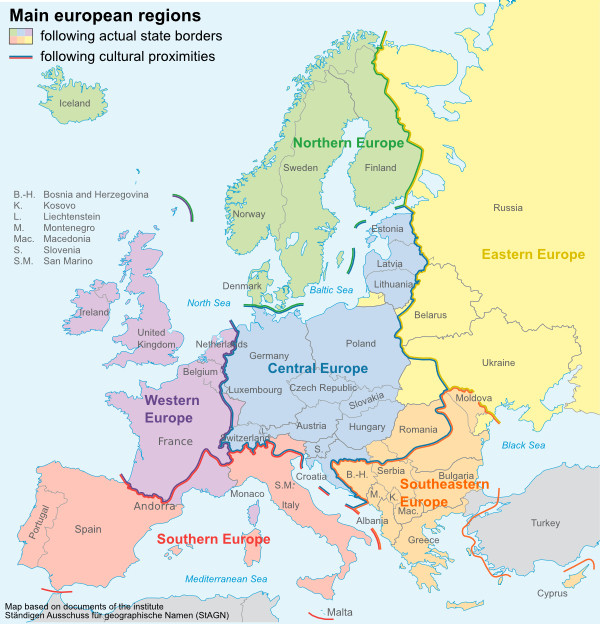 Main european regions
following actual state borders
following cultural proximities
Iceland
Northern Europe
Sweden
Finland
Norway
B.-H. Bosnia and Herzegovina
K. Kosovo
L. Liechtenstein
M. Montenegro
Mac. Macedonia
S. Slovenia
S.M. San Marino
Russia
Estonia
Eastern Europe
Latvia
Lithuania
Denmark
Baltic Sea
North Sea
Ireland
United
Kingdom
Belarus
Netherlands
Poland
Germany
Ukraine
Central Europe
Belgium
Luxembourg
Czech Republic
Western
Europe
Slovakia
Moldova
Austria
Hungary
France
Switzerland
Romania
S.
Black Sea
Croatia
B.-H.
Serbia
Bulgaria
S.M.
Southeastern
Europe
Monaco
Andorra
Italy
M.
K.
Mac.
Portugal
Spain
Albania
Turkey
Southern Europe
Greece
Mediterranean Sea
Cyprus
Malta
Map based on documents of the institute
Ständigen Ausschuss für geographische Namen (StAGN)